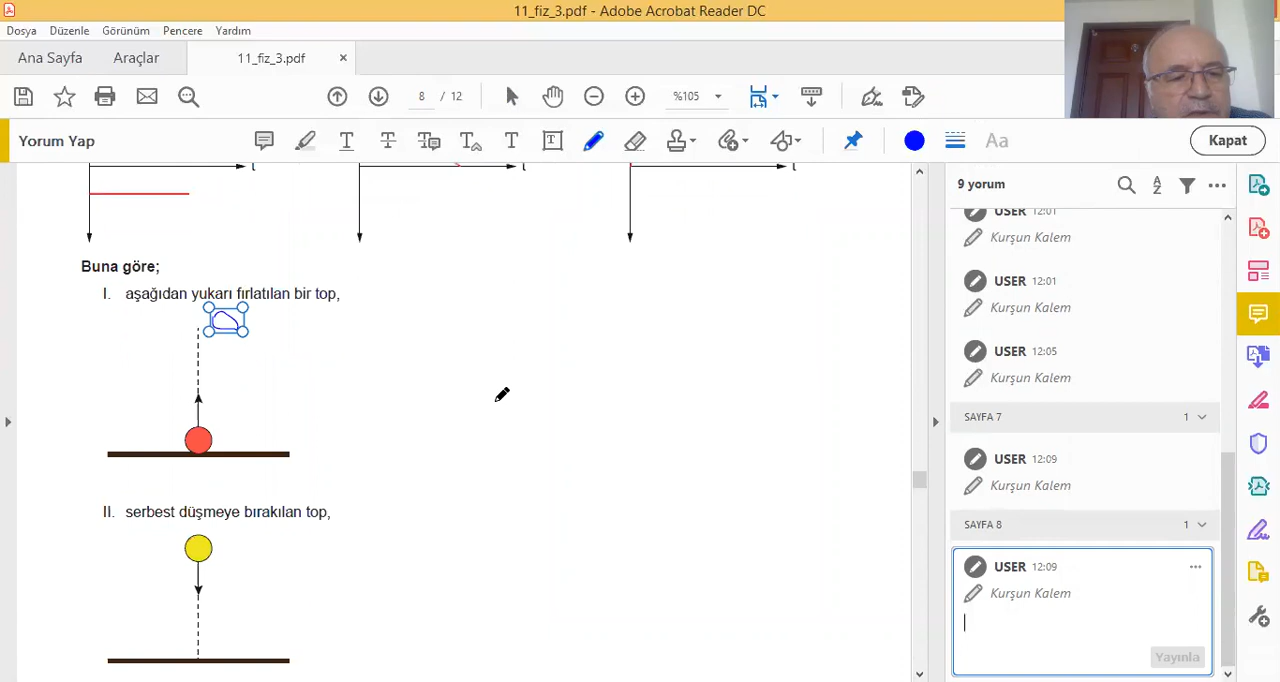 11_fiz_3.pdf - Adobe Acrobat Reader DC
Dosya Düzenle Görünüm Pencere Yardım
Ana Sayfa Araçlar 11_fiz_3.pdf ×
8 / 12 %105
Yorum Yap Aa Kapat
t t t
Buna göre;
I. aşağıdan yukarı fırlatılan bir top,
II. serbest düşmeye bırakılan top,
9 yorum
USER 12:01
Kurşun Kalem
USER 12:01
Kurşun Kalem
USER 12:05
Kurşun Kalem
SAYFA 7 1
USER 12:09
Kurşun Kalem
SAYFA 8 1
USER 12:09
Kurşun Kalem
Yayınla